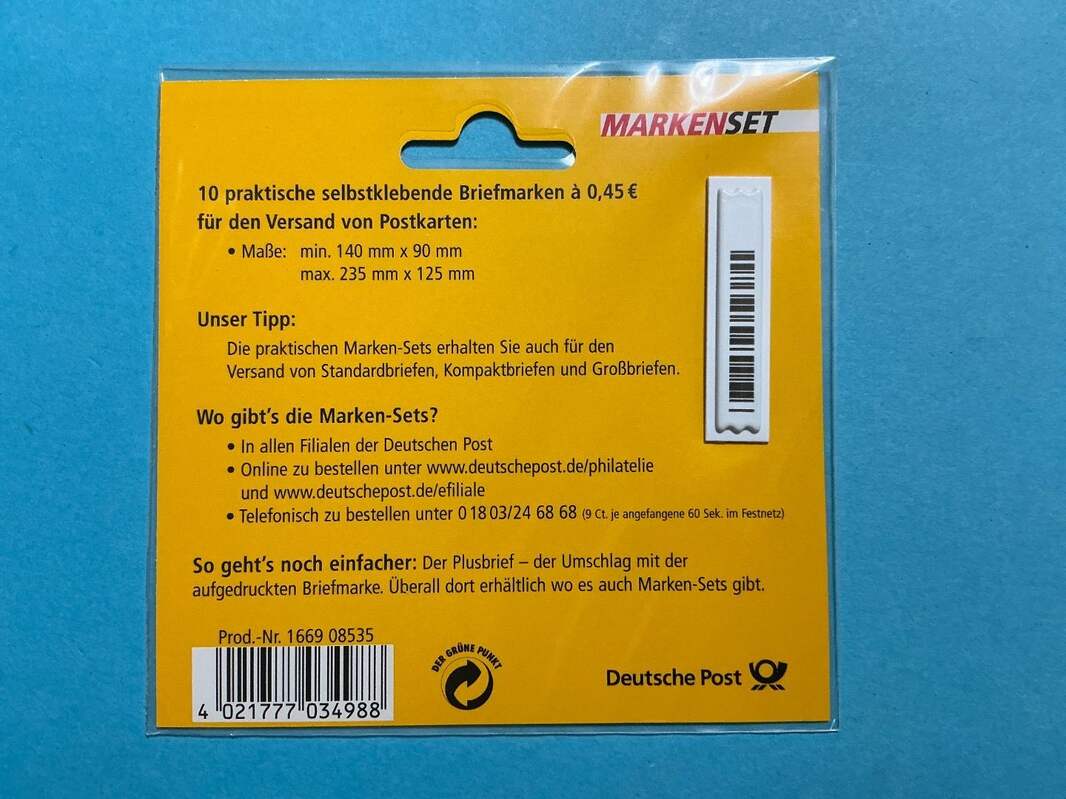 MARKENSET
10 praktische selbstklebende Briefmarken à 0,45 €
für den Versand von Postkarten:
• Maße: min. 140 mm x 90 mm
max. 235 mm x 125 mm
Unser Tipp:
Die praktischen Marken-Sets erhalten Sie auch für den
Versand von Standardbriefen, Kompaktbriefen und Großbriefen.
Wo gibt's die Marken-Sets?
• In allen Filialen der Deutschen Post
• Online zu bestellen unter www.deutschepost.de/philatelie
und www.deutschepost.de/efiliale
• Telefonisch zu bestellen unter 0 18 03/24 68 68 (9 Ct. je angefangene 60 Sek. im Festnetz)
So geht's noch einfacher: Der Plusbrief – der Umschlag mit der
aufgedruckten Briefmarke. Überall dort erhältlich wo es auch Marken-Sets gibt.
Prod.-Nr. 1669 08535
4 021777 034988
DER GRÜNE PUNKT
Deutsche Post